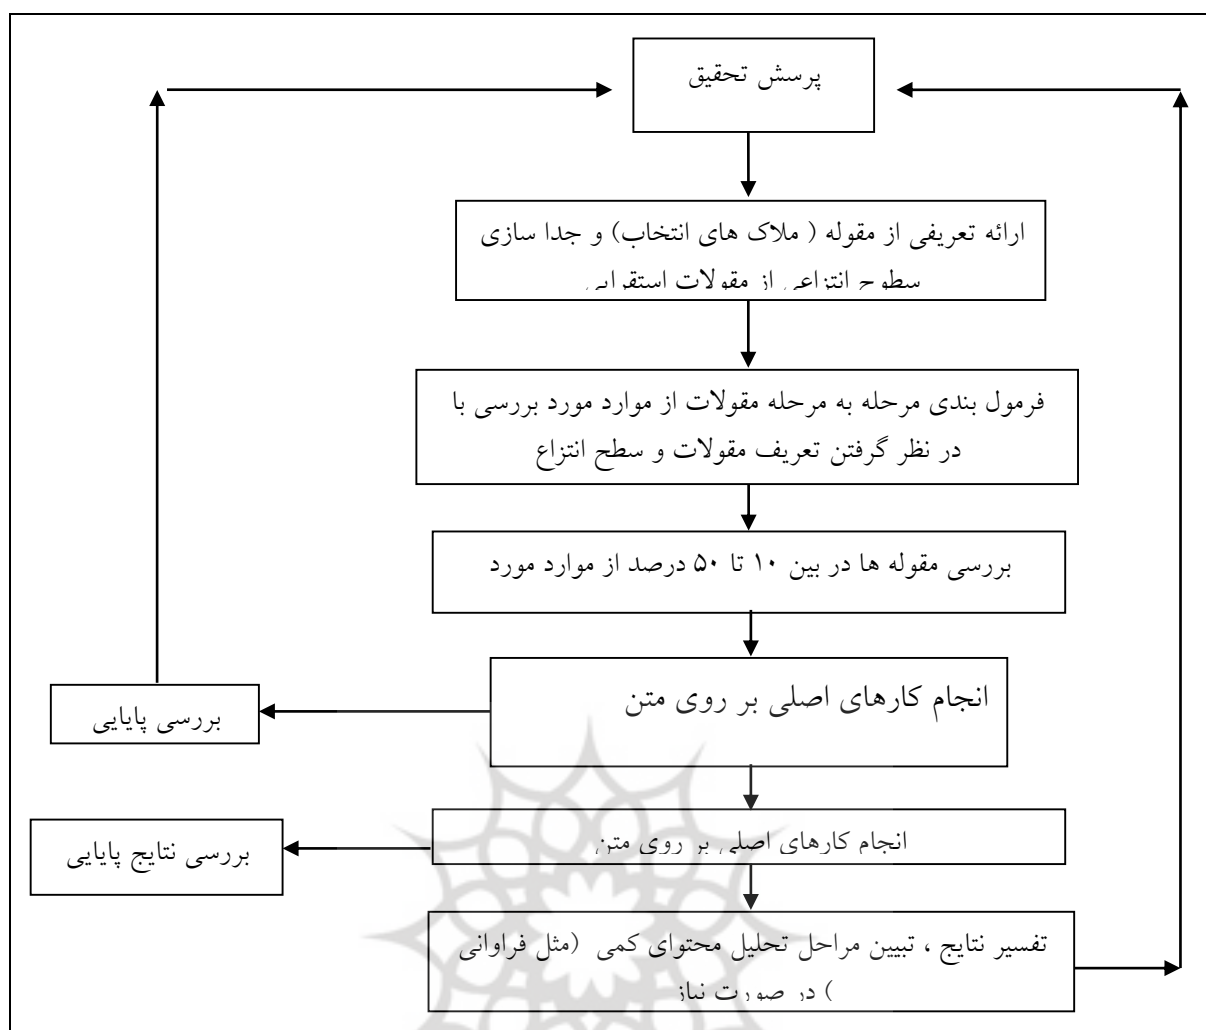 پرسش تحقیق
ارائه تعریفی از مقوله ( ملاک های انتخاب) و جدا سازی
سطوح انتزاعی از مقولات استقرایی
فرمول بندی مرحله به مرحله مقولات از موارد مورد بررسی با
در نظر گرفتن تعریف مقولات و سطح انتزاع
بررسی مقوله ها در بین ۱۰ تا ۵۰ درصد از موارد مورد
انجام کارهای اصلی بر روی متن
بررسی پایایی
انجام کارهای اصلی بر روی متن
بررسی نتایج پایایی
تفسیر نتایج ، تبیین مراحل تحلیل محتوای کمی (مثل فراوانی
) در صورت نیاز